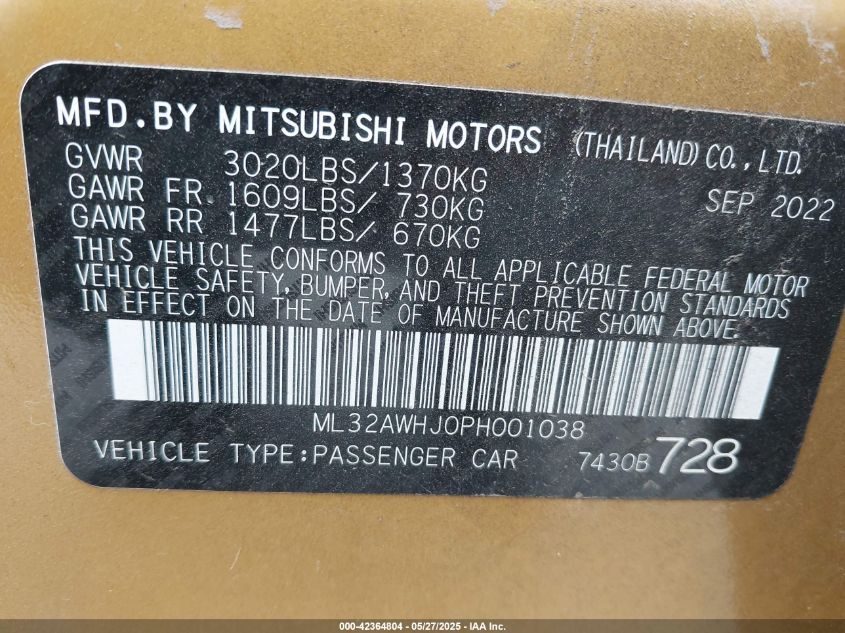 MFD.BY MITSUBISHI MOTORS (THAILAND) CO., LTD.
GVWR 3020LBS/1370KG
SEP 2022
GAWR FR. 1609LBS/ 730KG
GAWR RR 1477LBS/ 670KG
THIS VEHICLE CONFORMS TO ALL APPLICABLE FEDERAL MOTOR
VEHICLE SAFETY, BUMPER, AND THEFT PREVENTION STANDARDS
IN EFFECT ON THE DATE OF MANUFACTURE SHOWN ABOVE.
ML32AWHJ0PH001038
VEHICLE TYPE:PASSENGER CAR 7430B 728
000-42364804 - 05/27/2025 - IAA Inc.